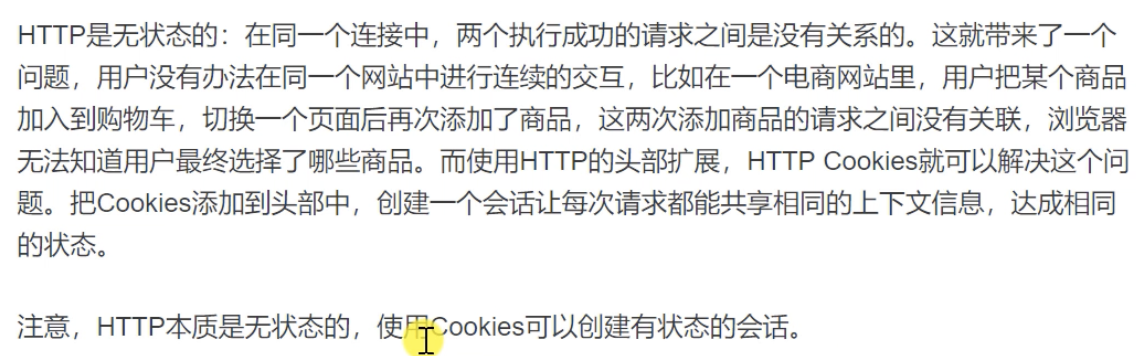 HTTP是无状态的：在同一个连接中，两个执行成功的请求之间是没有关系的。这就带来了一个
问题，用户没有办法在同一个网站中进行连续的交互，比如在一个电商网站里，用户把某个商品
加入到购物车，切换一个页面后再次添加了商品，这两次添加商品的请求之间没有关联，浏览器
无法知道用户最终选择了哪些商品。而使用HTTP的头部扩展，HTTP Cookies就可以解决这个问
题。把Cookies添加到头部中，创建一个会话让每次请求都能共享相同的上下文信息，达成相同
的状态。
注意，HTTP本质是无状态的，使用Cookies可以创建有状态的会话。